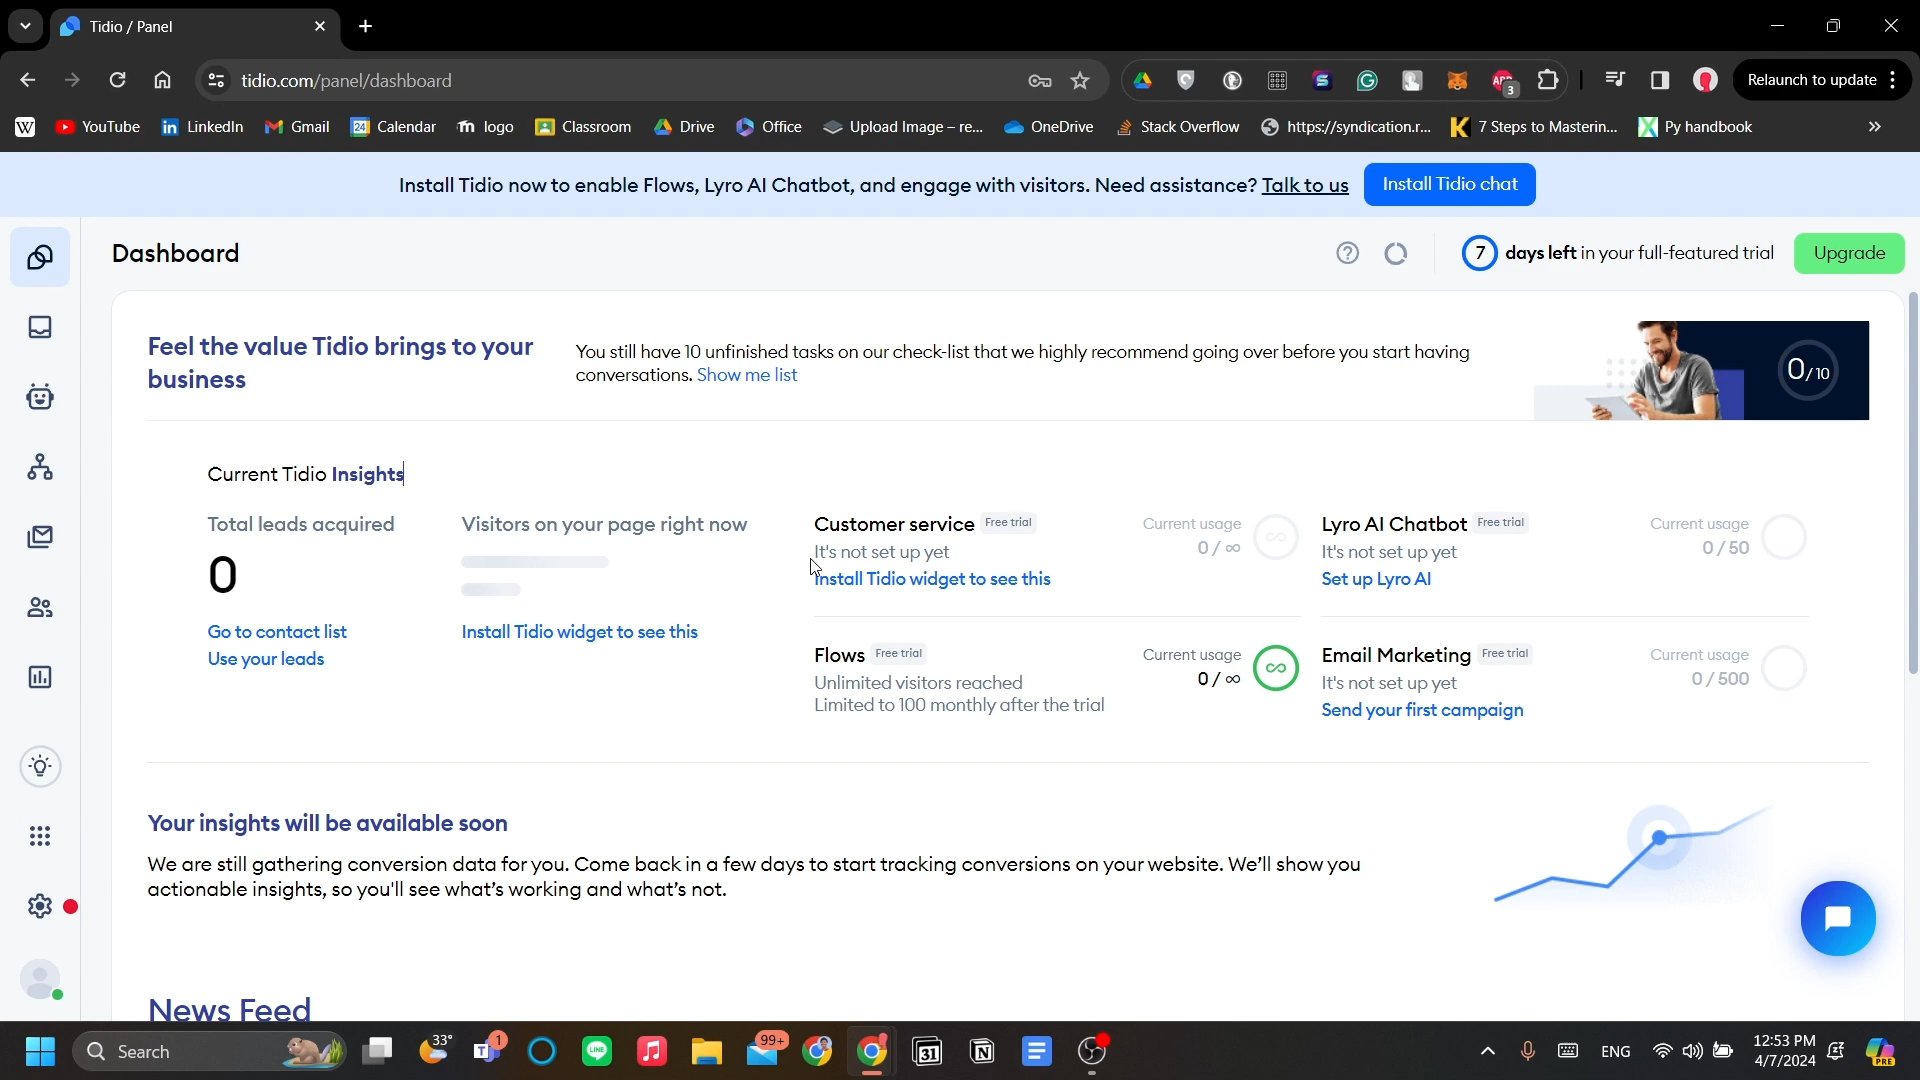 Tidio / Panel
tidio.com/panel/dashboard
3
Relaunch to update
W YouTube LinkedIn Gmail 24 Calendar logo Classroom Drive Office Upload Image – re... OneDrive Stack Overflow https://syndication.r... 7 Steps to Masterin... Py handbook »
Install Tidio now to enable Flows, Lyro AI Chatbot, and engage with visitors. Need assistance? Talk to us Install Tidio chat
Dashboard
7 days left in your full-featured trial Upgrade
Feel the value Tidio brings to your
business
You still have 10 unfinished tasks on our check-list that we highly recommend going over before you start having
conversations. Show me list
0/10
Current Tidio Insights
Total leads acquired
0
Go to contact list
Use your leads
Visitors on your page right now
Install Tidio widget to see this
Customer service Free trial
It's not set up yet
Install Tidio widget to see this
Current usage
0 / ∞
∞
Lyro AI Chatbot Free trial
It's not set up yet
Set up Lyro AI
Current usage
0 / 50
Flows Free trial
Unlimited visitors reached
Limited to 100 monthly after the trial
Current usage
0 / ∞
∞
Email Marketing Free trial
It's not set up yet
Send your first campaign
Current usage
0 / 500
Your insights will be available soon
We are still gathering conversion data for you. Come back in a few days to start tracking conversions on your website. We'll show you
actionable insights, so you'll see what's working and what's not.
News Feed
Search
33°
1
LINE
99+
31
ENG
12:53 PM
4/7/2024
PRE